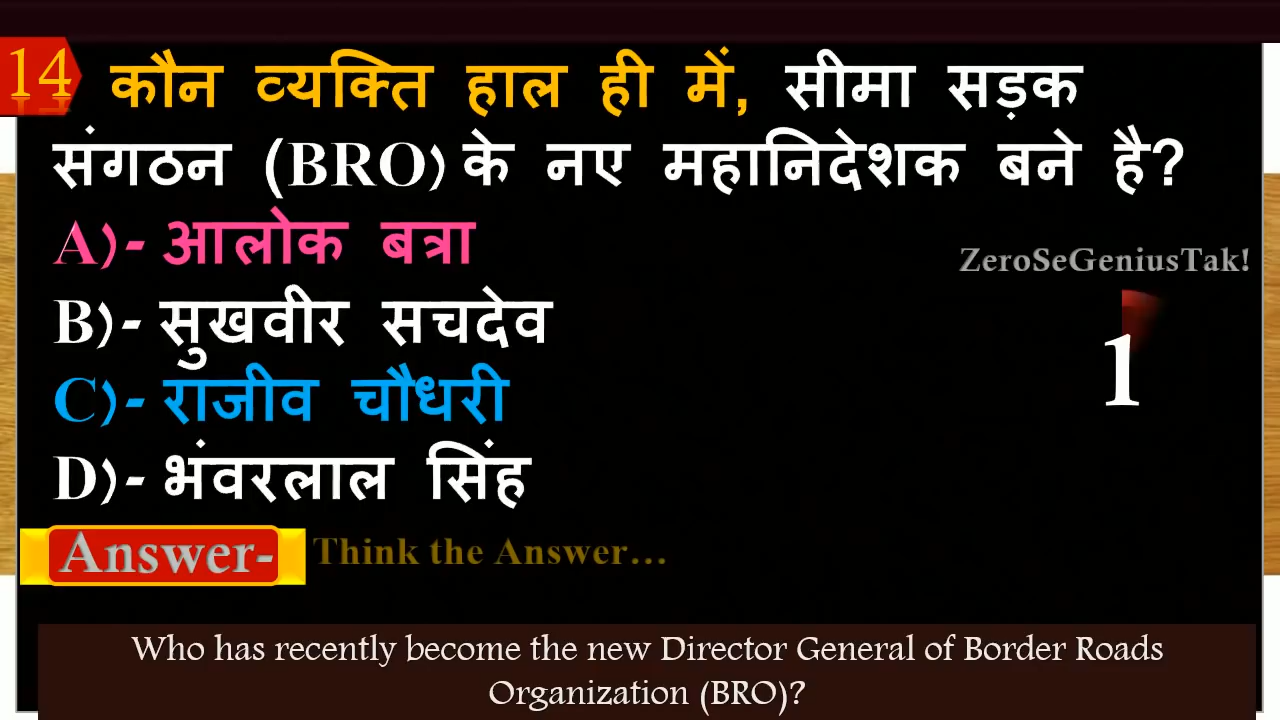 14
कौन व्यक्ति हाल ही में, सीमा सड़क
संगठन (BRO) के नए महानिदेशक बने है?
A)- आलोक बत्रा
ZeroSeGeniusTak!
B)- सुखवीर सचदेव
1
C)- राजीव चौधरी
D)- भंवरलाल सिंह
Answer- Think the Answer...
Who has recently become the new Director General of Border Roads
Organization (BRO)?